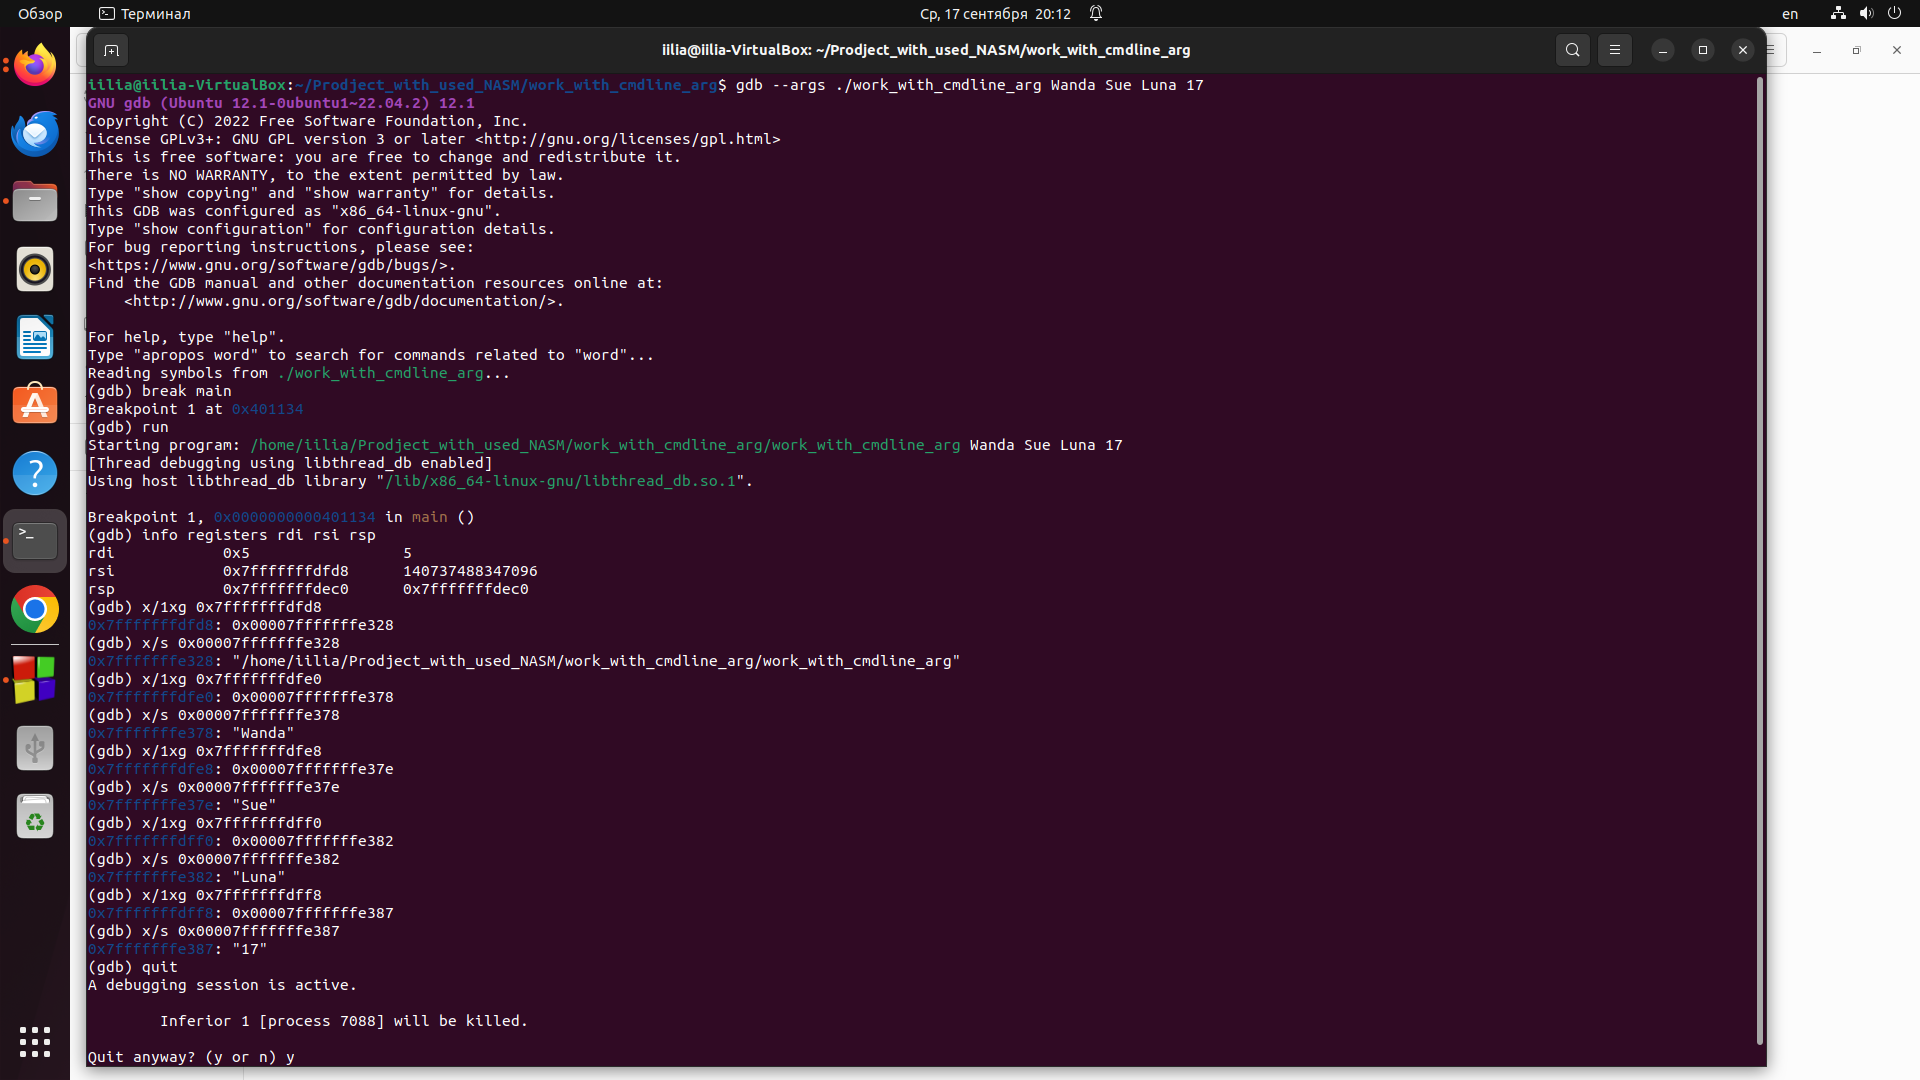 Обзор
Терминал
Ср, 17 сентября 20:12
en
iilia@iilia-VirtualBox: ~/Prodject_with_used_NASM/work_with_cmdline_arg
iilia@iilia-VirtualBox:~/Prodject_with_used_NASM/work_with_cmdline_arg$ gdb --args ./work_with_cmdline_arg Wanda Sue Luna 17
GNU gdb (Ubuntu 12.1-0ubuntu1~22.04.2) 12.1
Copyright (C) 2022 Free Software Foundation, Inc.
License GPLv3+: GNU GPL version 3 or later <http://gnu.org/licenses/gpl.html>
This is free software: you are free to change and redistribute it.
There is NO WARRANTY, to the extent permitted by law.
Type "show copying" and "show warranty" for details.
This GDB was configured as "x86_64-linux-gnu".
Type "show configuration" for configuration details.
For bug reporting instructions, please see:
<https://www.gnu.org/software/gdb/bugs/>.
Find the GDB manual and other documentation resources online at:
    <http://www.gnu.org/software/gdb/documentation/>.
For help, type "help".
Type "apropos word" to search for commands related to "word"...
Reading symbols from ./work_with_cmdline_arg...
(gdb) break main
Breakpoint 1 at 0x401134
(gdb) run
Starting program: /home/iilia/Prodject_with_used_NASM/work_with_cmdline_arg/work_with_cmdline_arg Wanda Sue Luna 17
[Thread debugging using libthread_db enabled]
Using host libthread_db library "/lib/x86_64-linux-gnu/libthread_db.so.1".
Breakpoint 1, 0x0000000000401134 in main ()
(gdb) info registers rdi rsi rsp
rdi            0x5                 5
rsi            0x7fffffffdfd8      140737488347096
rsp            0x7fffffffdec0      0x7fffffffdec0
(gdb) x/1xg 0x7fffffffdfd8
0x7fffffffdfd8: 0x00007fffffffe328
(gdb) x/s 0x00007fffffffe328
0x7fffffffe328: "/home/iilia/Prodject_with_used_NASM/work_with_cmdline_arg/work_with_cmdline_arg"
(gdb) x/1xg 0x7fffffffdfe0
0x7fffffffdfe0: 0x00007fffffffe378
(gdb) x/s 0x00007fffffffe378
0x7fffffffe378: "Wanda"
(gdb) x/1xg 0x7fffffffdfe8
0x7fffffffdfe8: 0x00007fffffffe37e
(gdb) x/s 0x00007fffffffe37e
0x7fffffffe37e: "Sue"
(gdb) x/1xg 0x7fffffffdff0
0x7fffffffdff0: 0x00007fffffffe382
(gdb) x/s 0x00007fffffffe382
0x7fffffffe382: "Luna"
(gdb) x/1xg 0x7fffffffdff8
0x7fffffffdff8: 0x00007fffffffe387
(gdb) x/s 0x00007fffffffe387
0x7fffffffe387: "17"
(gdb) quit
A debugging session is active.
        Inferior 1 [process 7088] will be killed.
Quit anyway? (y or n) y